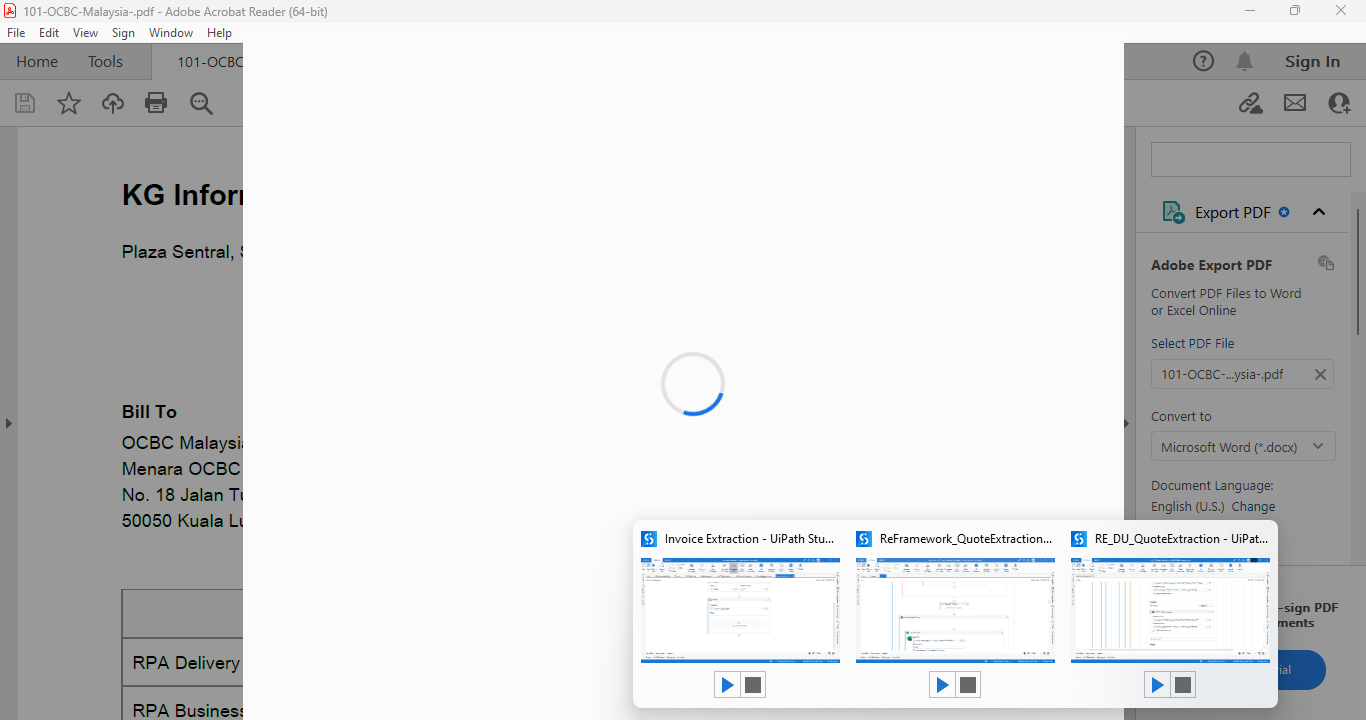 101-OCBC-Malaysia-.pdf - Adobe Acrobat Reader (64-bit)
File Edit View Sign Window Help
Home Tools 101-OCBC
Sign In
KG Infor
Plaza Sentral,
Export PDF
Adobe Export PDF
Convert PDF Files to Word
or Excel Online
Select PDF File
101-OCBC-...ysia-.pdf
Convert to
Microsoft Word (*.docx)
Document Language:
English (U.S.) Change
Bill To
OCBC Malaysi
Menara OCBC
No. 18 Jalan T
50050 Kuala L
Invoice Extraction - UiPath Stu...
ReFramework_QuoteExtraction...
RE_DU_QuoteExtraction - UiPat...
-sign PDF
ments
ial
RPA Delivery
RPA Business